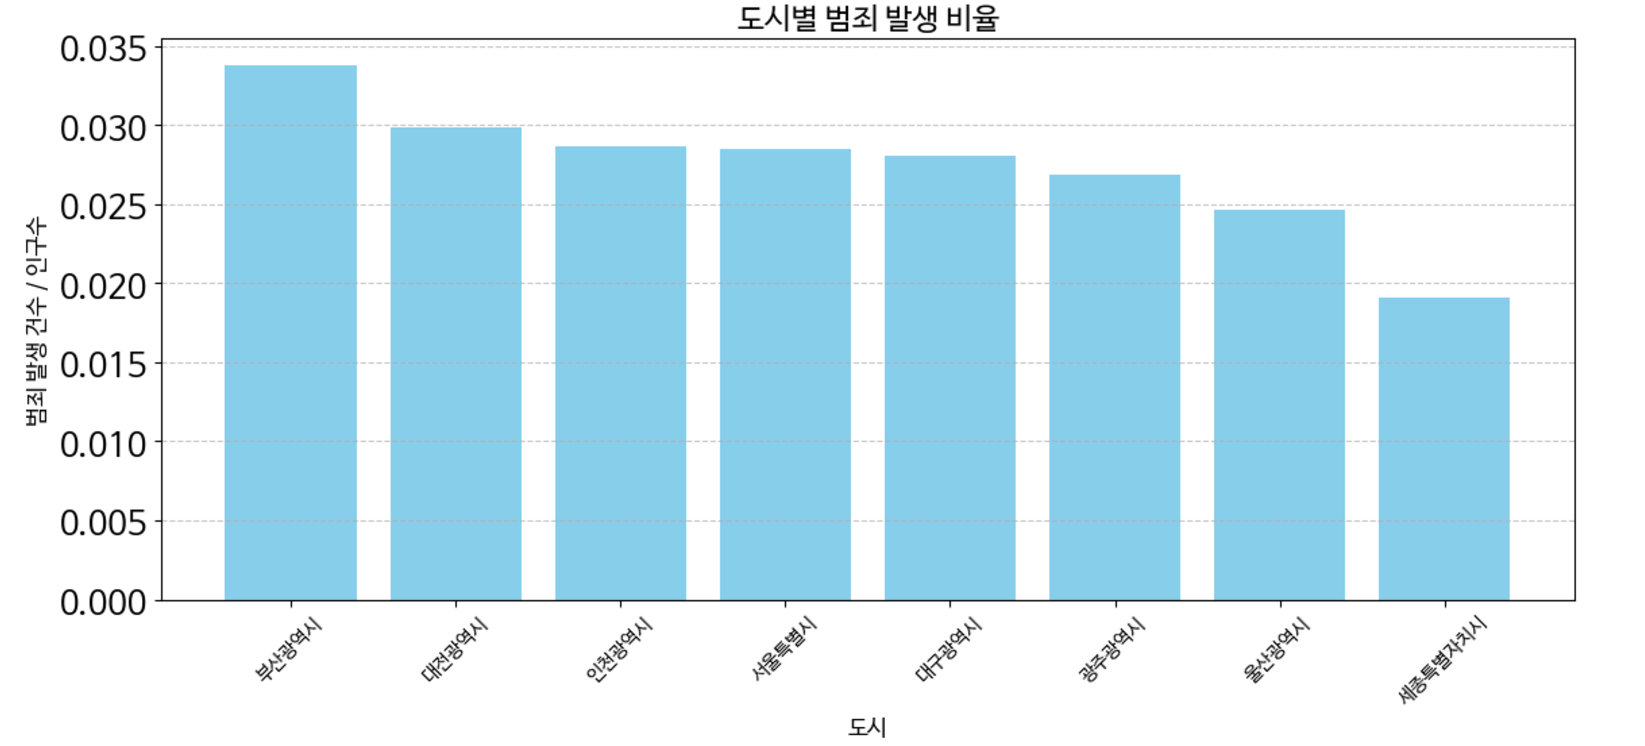 도시별 범죄 발생 비율
범죄 발생 건수 / 인구수
0.035
0.030
0.025
0.020
0.015
0.010
0.005
0.000
부산광역시
대전광역시
인천광역시
서울특별시
대구광역시
광주광역시
울산광역시
세종특별자치시
도시